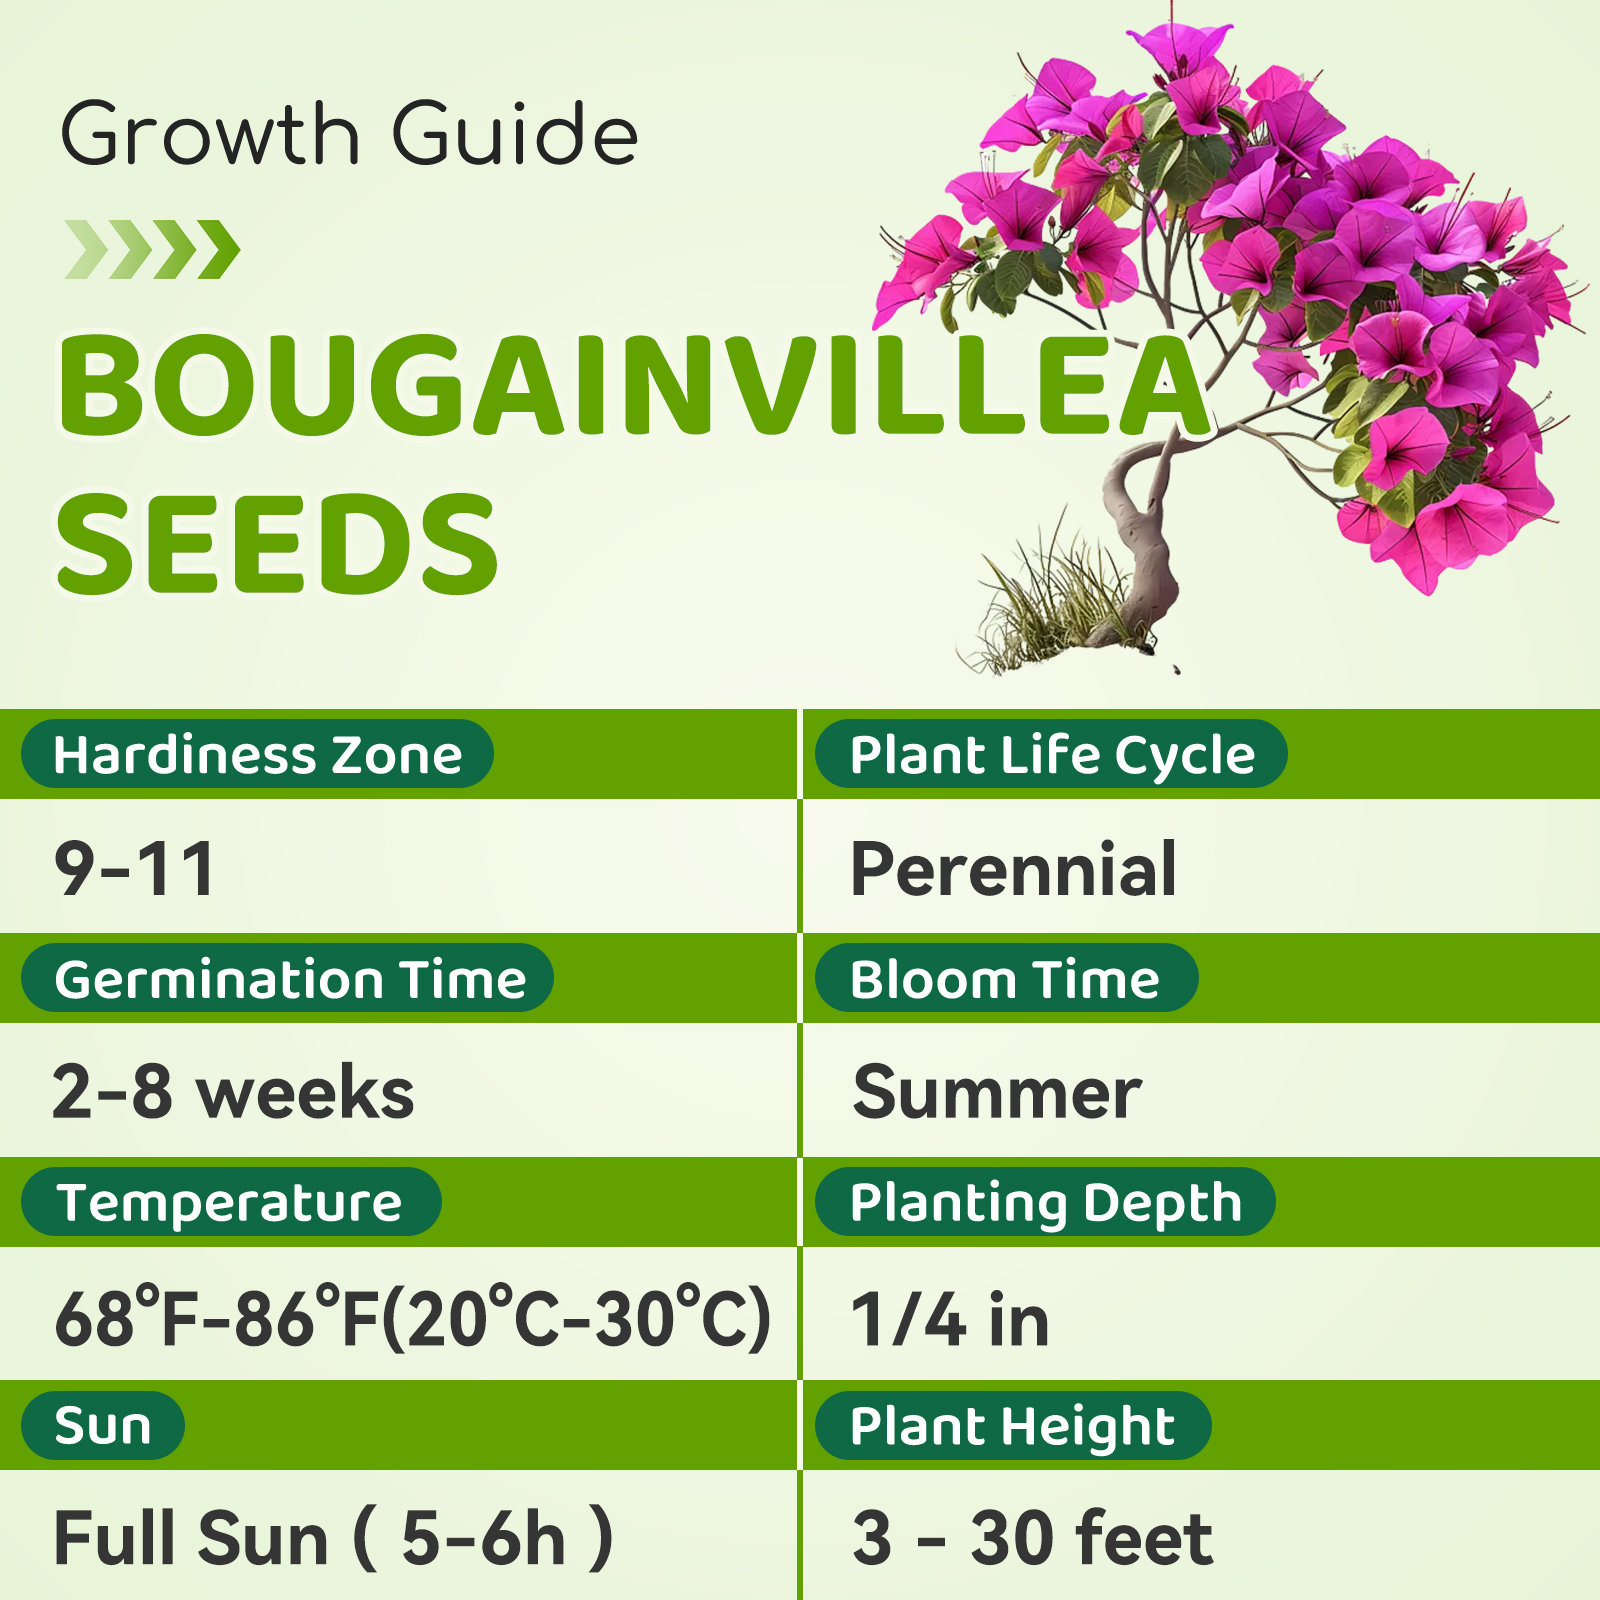 Growth Guide
BOUGAINVILLEA
SEEDS
Hardiness Zone
Plant Life Cycle
9-11
Perennial
Germination Time
Bloom Time
2-8 weeks
Summer
Temperature
Planting Depth
68°F-86°F(20°C-30°C)
1/4 in
Sun
Plant Height
Full Sun ( 5-6h )
3 - 30 feet